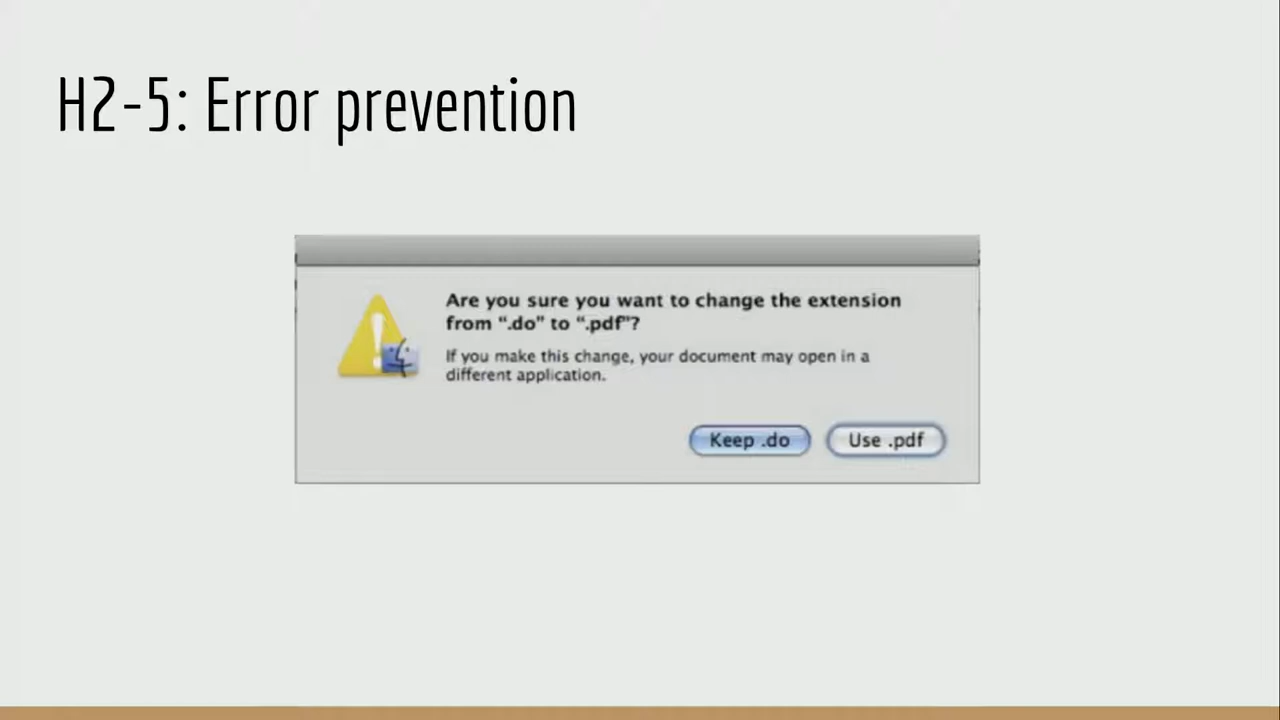 H2-5: Error prevention
Are you sure you want to change the extension
from “.do” to “.pdf”?
If you make this change, your document may open in a
different application.
Keep .do
Use .pdf